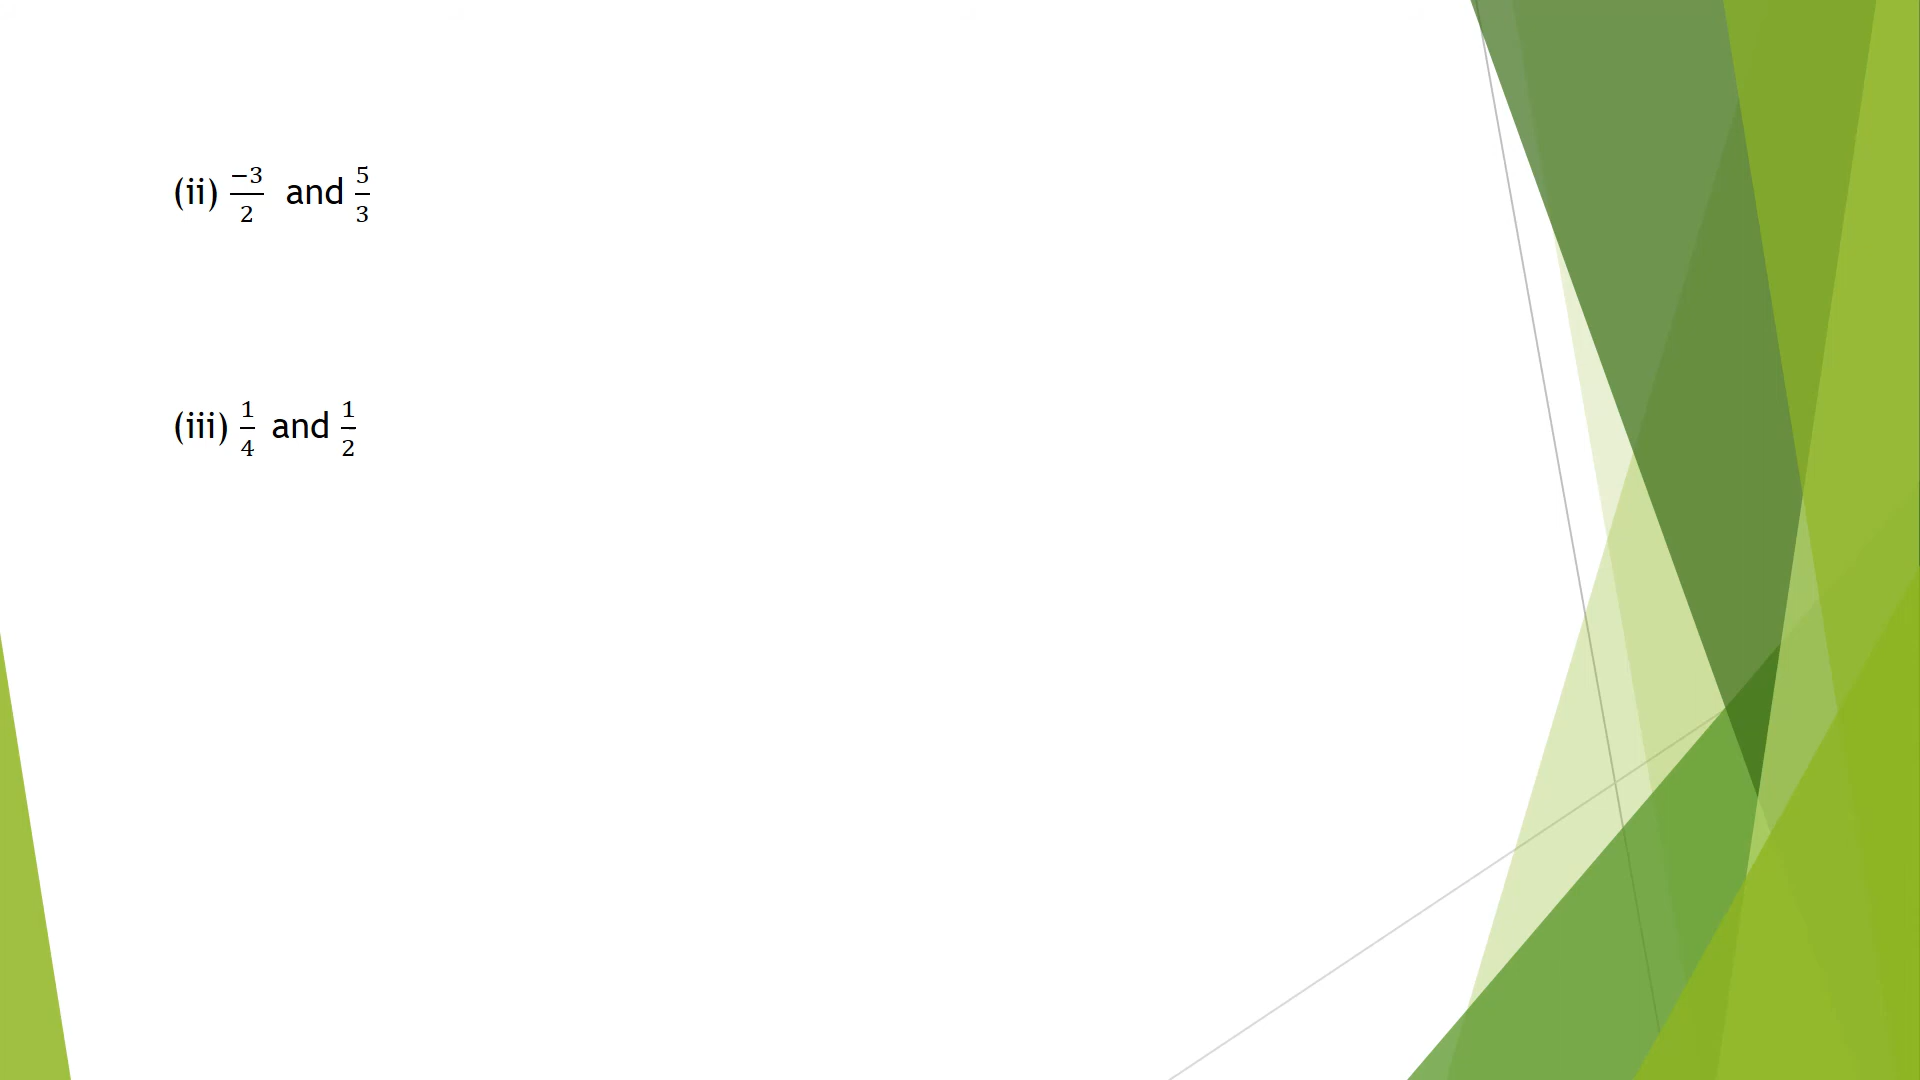 (ii) −3/2 and 5/3
(iii) 1/4 and 1/2